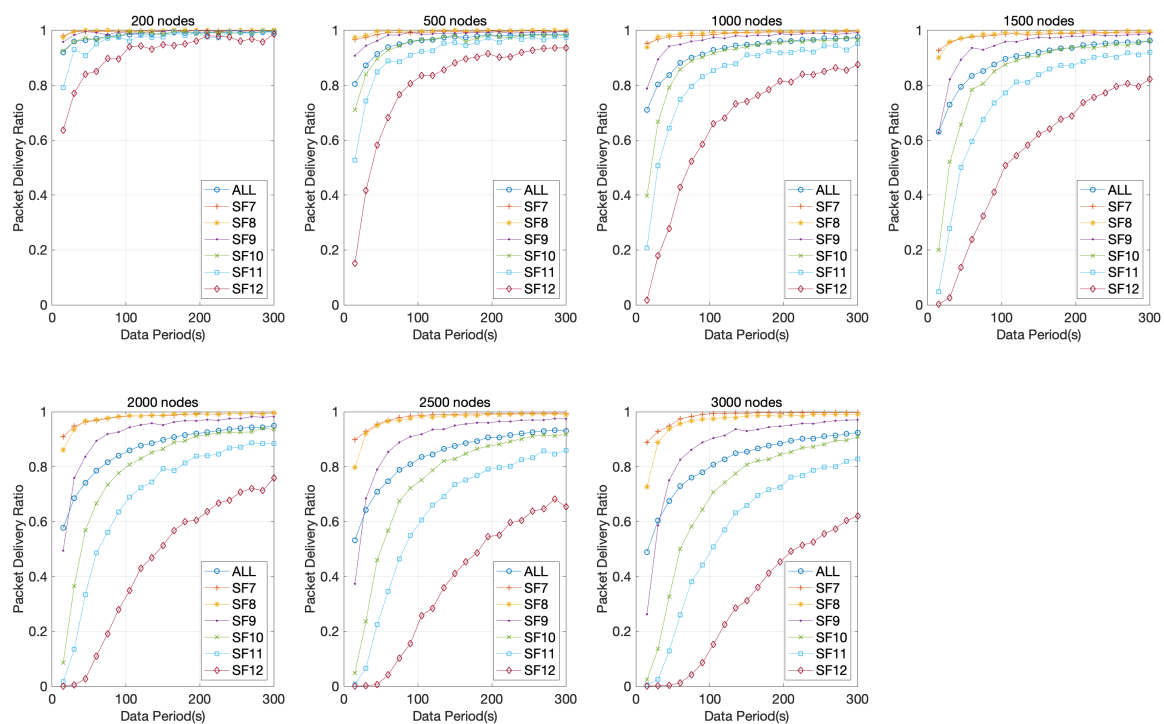 200 nodes
1
0.8
0.6
0.4
0.2
0
Packet Delivery Ratio
ALL
SF7
SF8
SF9
SF10
SF11
SF12
0 100 200 300
Data Period(s)
500 nodes
1
0.8
0.6
0.4
0.2
0
Packet Delivery Ratio
ALL
SF7
SF8
SF9
SF10
SF11
SF12
0 100 200 300
Data Period(s)
1000 nodes
1
0.8
0.6
0.4
0.2
0
Packet Delivery Ratio
ALL
SF7
SF8
SF9
SF10
SF11
SF12
0 100 200 300
Data Period(s)
1500 nodes
1
0.8
0.6
0.4
0.2
0
Packet Delivery Ratio
ALL
SF7
SF8
SF9
SF10
SF11
SF12
0 100 200 300
Data Period(s)
2000 nodes
1
0.8
0.6
0.4
0.2
0
Packet Delivery Ratio
ALL
SF7
SF8
SF9
SF10
SF11
SF12
0 100 200 300
Data Period(s)
2500 nodes
1
0.8
0.6
0.4
0.2
0
Packet Delivery Ratio
ALL
SF7
SF8
SF9
SF10
SF11
SF12
0 100 200 300
Data Period(s)
3000 nodes
1
0.8
0.6
0.4
0.2
0
Packet Delivery Ratio
ALL
SF7
SF8
SF9
SF10
SF11
SF12
0 100 200 300
Data Period(s)